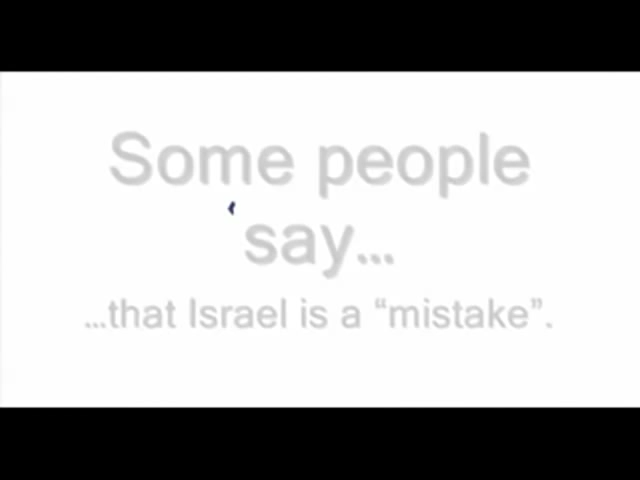 Some people
say...
...that Israel is a “mistake”.